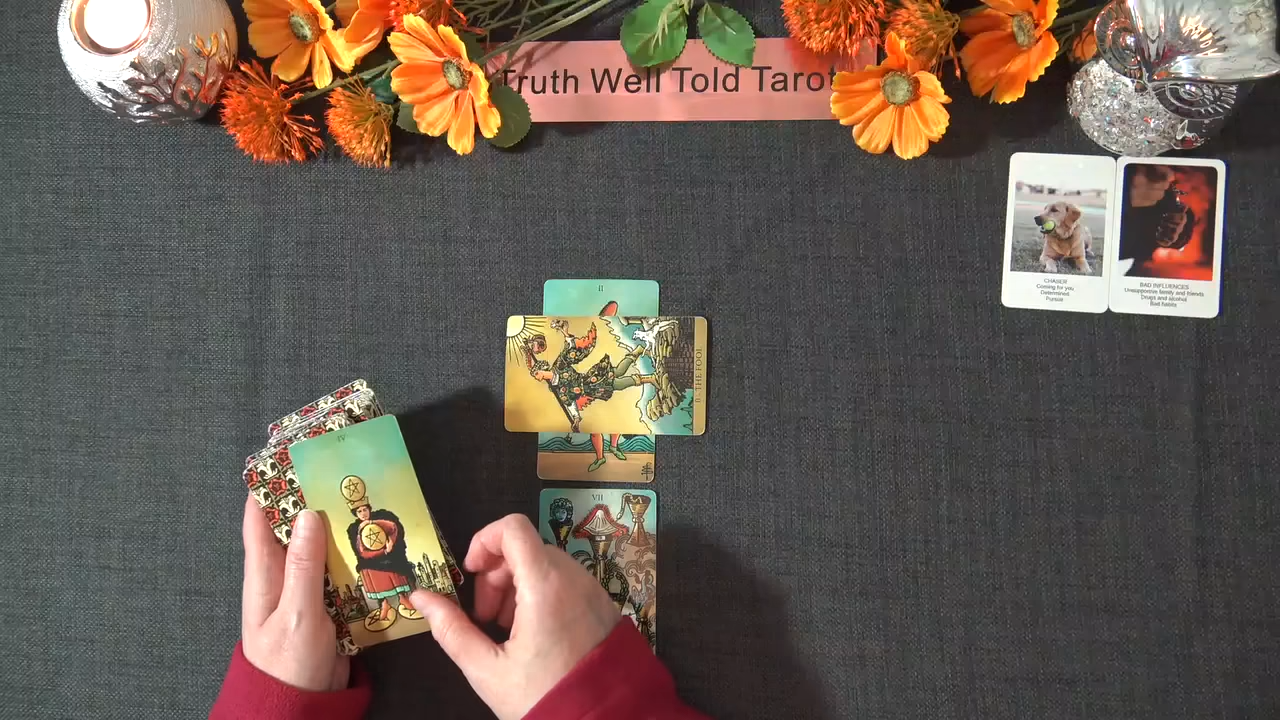 Truth Well Told Tarot
CHASER
Coming for you
Determined
Pursue
BAD INFLUENCES
Unsupportive family and friends
Drugs and alcohol
Bad habits
II
0. THE FOOL
IV
VII